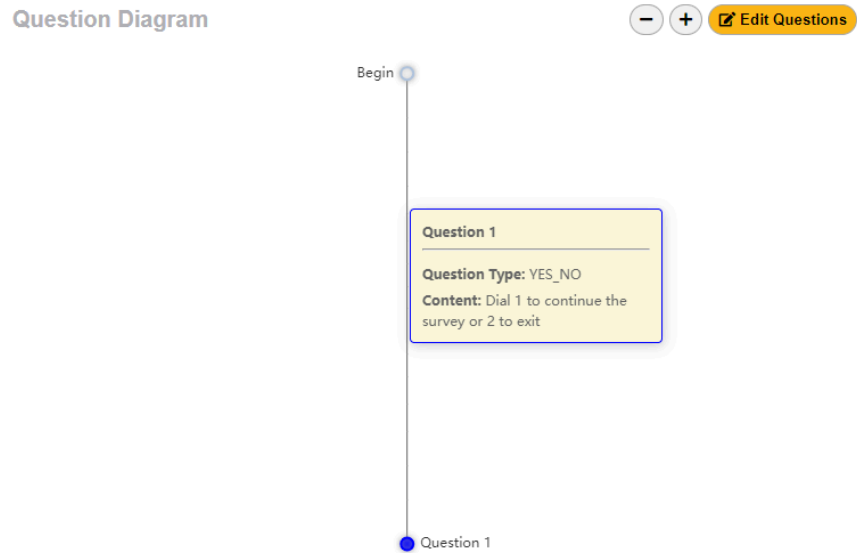 Question Diagram
− + Edit Questions
Begin
Question 1
Question Type: YES_NO
Content: Dial 1 to continue the
survey or 2 to exit
Question 1